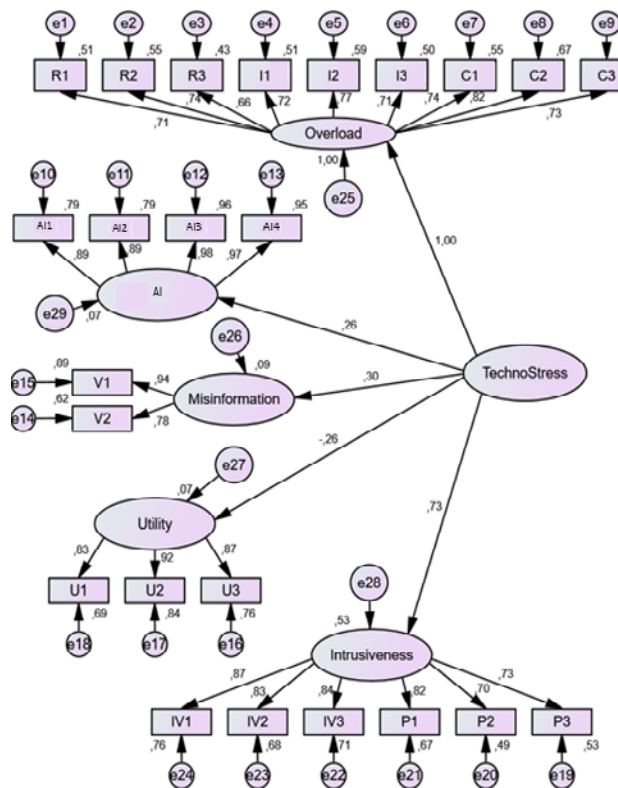 e1 e2 e3 e4 e5 e6 e7 e8 e9
,51 ,55 ,43 ,51 ,59 ,50 ,55 ,67
R1 R2 R3 I1 I2 I3 C1 C2 C3
,71 ,74 ,66 ,72 ,77 ,71 ,74 ,82 ,73
Overload
1,00
e25
e10 e11 e12 e13
,79 ,79 ,96 ,95
AI1 AI2 AI3 AI4
,89 ,89 ,98 ,97
1,00
AI
e29 ,07
,26
e26
,09
e15 ,89 V1 ,94
Misinformation
,30
TechnoStress
e14 ,62 V2 ,78
-,26
e27
,07
Utility
,73
,83 ,92 ,87
U1 U2 U3
,69 ,84 ,76
e18 e17 e16
e28
,53
Intrusiveness
,87 ,83 ,84 ,82 ,70 ,73
IV1 IV2 IV3 P1 P2 P3
,76 ,68 ,71 ,67 ,49 ,53
e24 e23 e22 e21 e20 e19